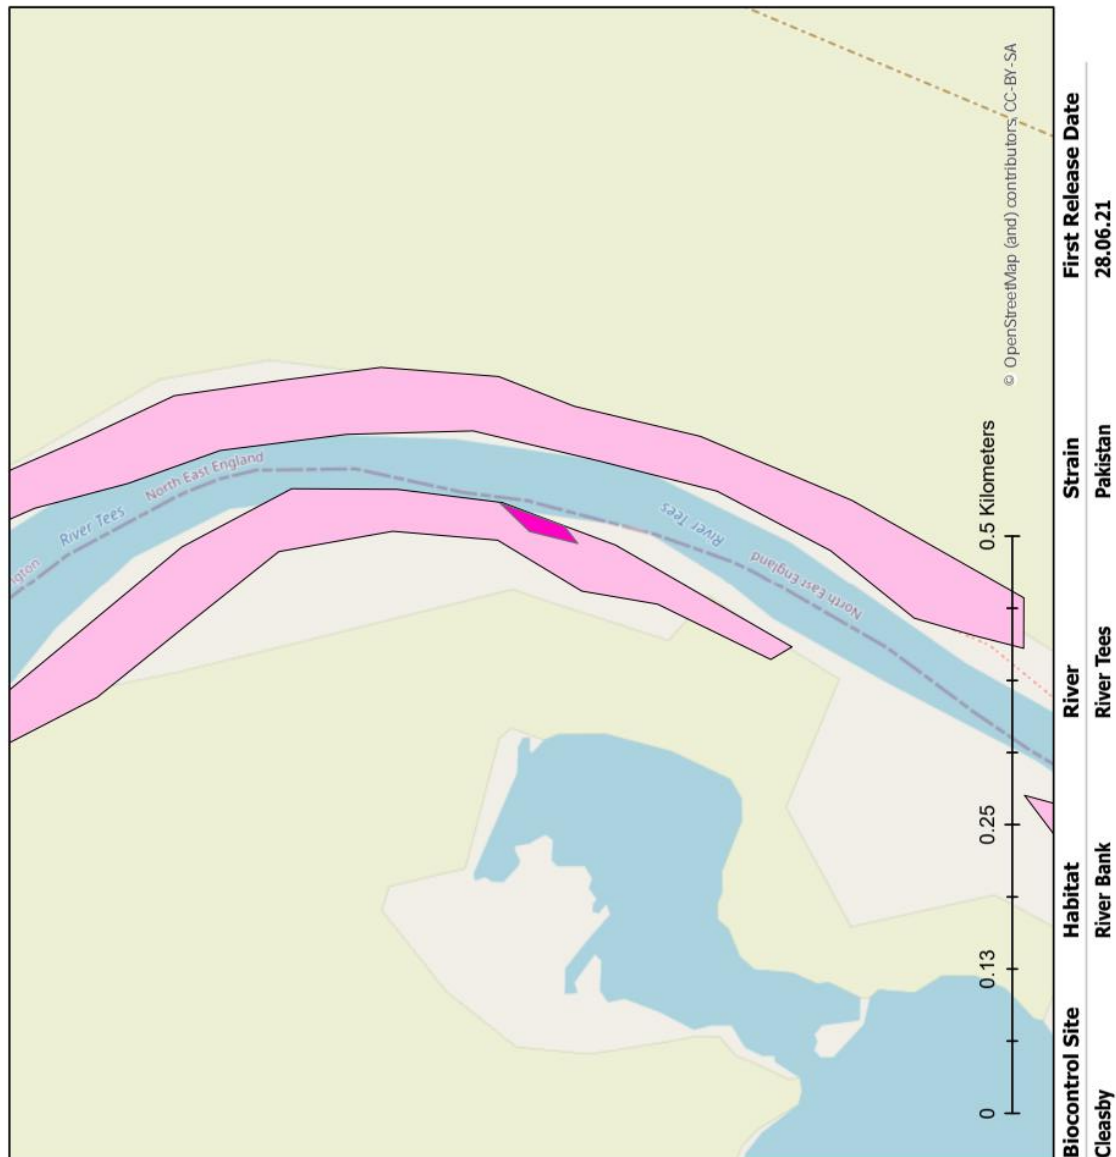 ngton
River Tees
North East England
River Tees
North East England
© OpenStreetMap (and) contributors, CC-BY-SA
0 0.13 0.25 0.5 Kilometers
Biocontrol Site Habitat River Strain First Release Date
Cleasby River Bank River Tees Pakistan 28.06.21